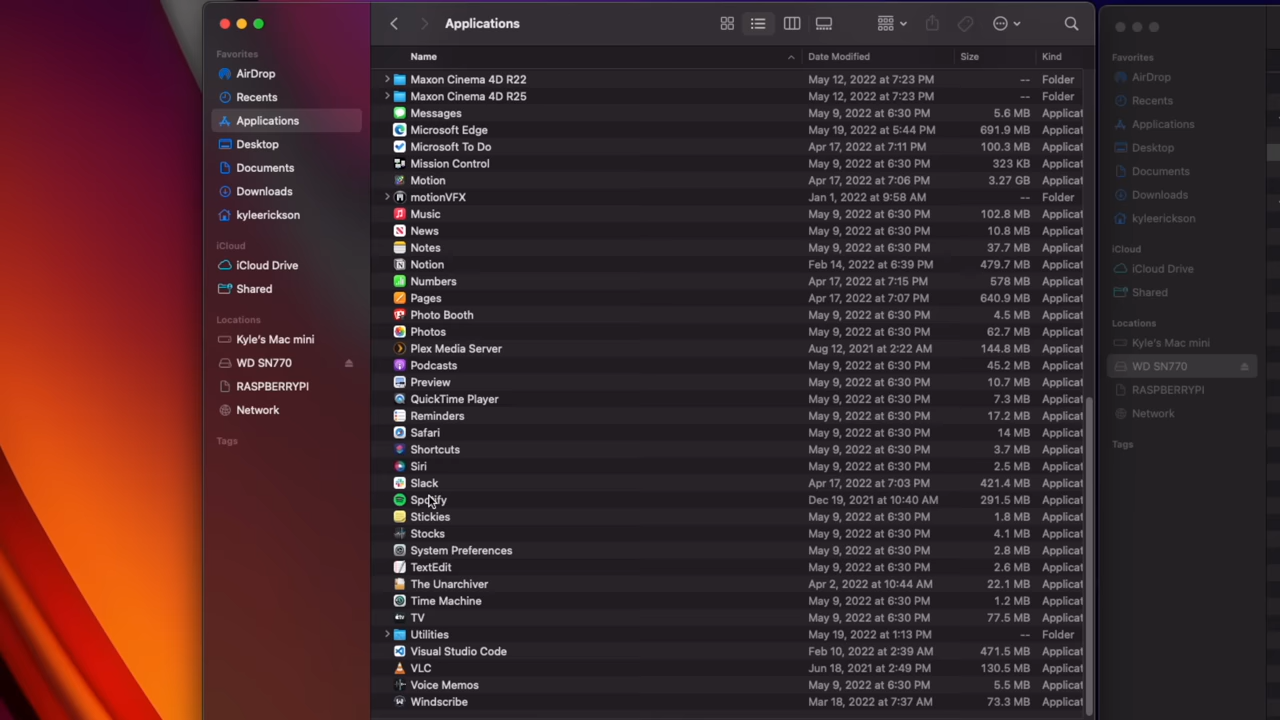 Applications
Favorites
AirDrop
Recents
Applications
Desktop
Documents
Downloads
kyleerickson
iCloud
iCloud Drive
Shared
Locations
Kyle's Mac mini
WD SN770
RASPBERRYPI
Network
Tags
Name Date Modified Size Kind
Maxon Cinema 4D R22 May 12, 2022 at 7:23 PM -- Folder
Maxon Cinema 4D R25 May 12, 2022 at 7:23 PM -- Folder
Messages May 9, 2022 at 6:30 PM 5.6 MB Applicat
Microsoft Edge May 19, 2022 at 5:44 PM 691.9 MB Applicat
Microsoft To Do Apr 17, 2022 at 7:11 PM 100.3 MB Applicat
Mission Control May 9, 2022 at 6:30 PM 323 KB Applicat
Motion Apr 17, 2022 at 7:06 PM 3.27 GB Applicat
motionVFX Jan 1, 2022 at 9:58 AM -- Folder
Music May 9, 2022 at 6:30 PM 102.8 MB Applicat
News May 9, 2022 at 6:30 PM 10.8 MB Applicat
Notes May 9, 2022 at 6:30 PM 37.7 MB Applicat
Notion Feb 14, 2022 at 6:39 PM 479.7 MB Applicat
Numbers Apr 17, 2022 at 7:15 PM 578 MB Applicat
Pages Apr 17, 2022 at 7:07 PM 640.9 MB Applicat
Photo Booth May 9, 2022 at 6:30 PM 4.5 MB Applicat
Photos May 9, 2022 at 6:30 PM 62.7 MB Applicat
Plex Media Server Aug 12, 2021 at 2:22 AM 144.8 MB Applicat
Podcasts May 9, 2022 at 6:30 PM 45.2 MB Applicat
Preview May 9, 2022 at 6:30 PM 10.7 MB Applicat
QuickTime Player May 9, 2022 at 6:30 PM 7.3 MB Applicat
Reminders May 9, 2022 at 6:30 PM 17.2 MB Applicat
Safari May 9, 2022 at 6:30 PM 14 MB Applicat
Shortcuts May 9, 2022 at 6:30 PM 3.7 MB Applicat
Siri May 9, 2022 at 6:30 PM 2.5 MB Applicat
Slack Apr 17, 2022 at 7:03 PM 421.4 MB Applicat
Spotify Dec 19, 2021 at 10:40 AM 291.5 MB Applicat
Stickies May 9, 2022 at 6:30 PM 1.8 MB Applicat
Stocks May 9, 2022 at 6:30 PM 4.1 MB Applicat
System Preferences May 9, 2022 at 6:30 PM 2.8 MB Applicat
TextEdit May 9, 2022 at 6:30 PM 2.6 MB Applicat
The Unarchiver Apr 2, 2022 at 10:44 AM 22.1 MB Applicat
Time Machine May 9, 2022 at 6:30 PM 1.2 MB Applicat
TV May 9, 2022 at 6:30 PM 77.5 MB Applicat
Utilities May 19, 2022 at 1:13 PM -- Folder
Visual Studio Code Feb 10, 2022 at 2:39 AM 471.5 MB Applicat
VLC Jun 18, 2021 at 2:49 PM 130.5 MB Applicat
Voice Memos May 9, 2022 at 6:30 PM 5.5 MB Applicat
Windscribe Mar 18, 2022 at 7:37 AM 73.3 MB Applicat
Favorites
AirDrop
Recents
Applications
Desktop
Documents
Downloads
kyleerickson
iCloud
iCloud Drive
Shared
Locations
Kyle's Mac mini
WD SN770
RASPBERRYPI
Network
Tags